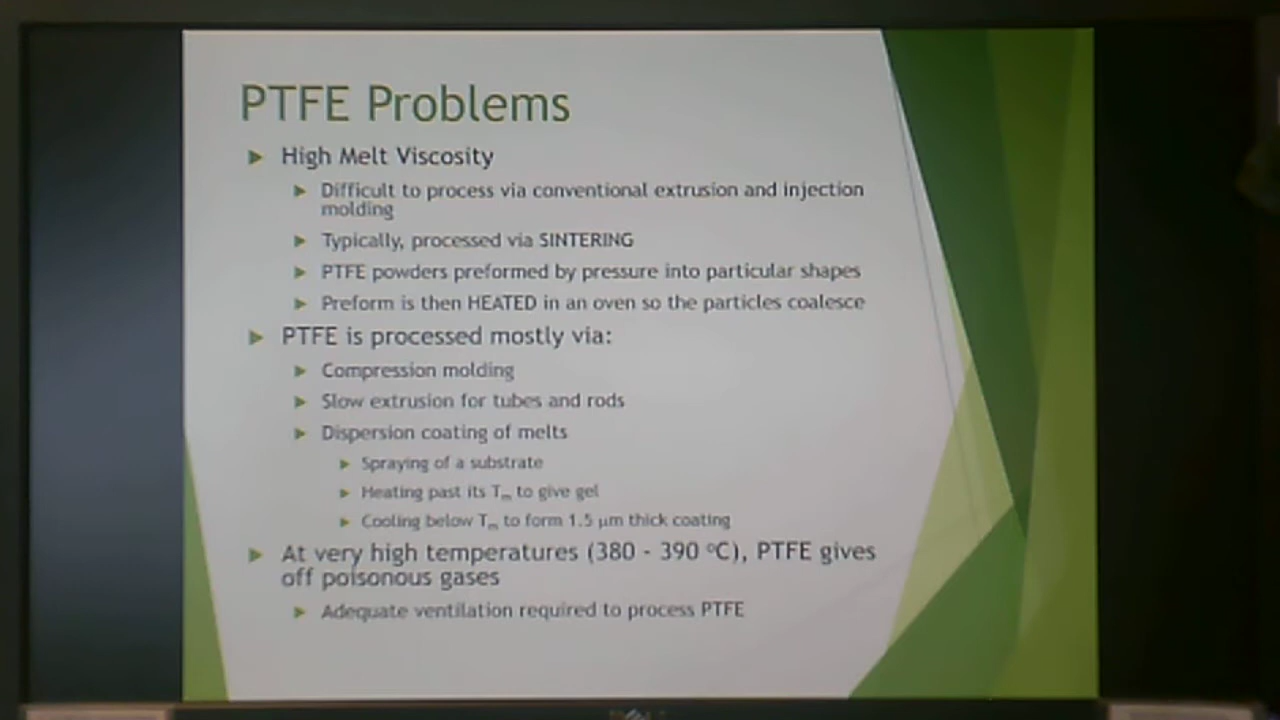 PTFE Problems
High Melt Viscosity
Difficult to process via conventional extrusion and injection
molding
Typically, processed via SINTERING
PTFE powders preformed by pressure into particular shapes
Preform is then HEATED in an oven so the particles coalesce
PTFE is processed mostly via:
Compression molding
Slow extrusion for tubes and rods
Dispersion coating of melts
Spraying of a substrate
Heating past its Tm to give gel
Cooling below Tm to form 1.5 µm thick coating
At very high temperatures (380 - 390 ºC), PTFE gives
off poisonous gases
Adequate ventilation required to process PTFE